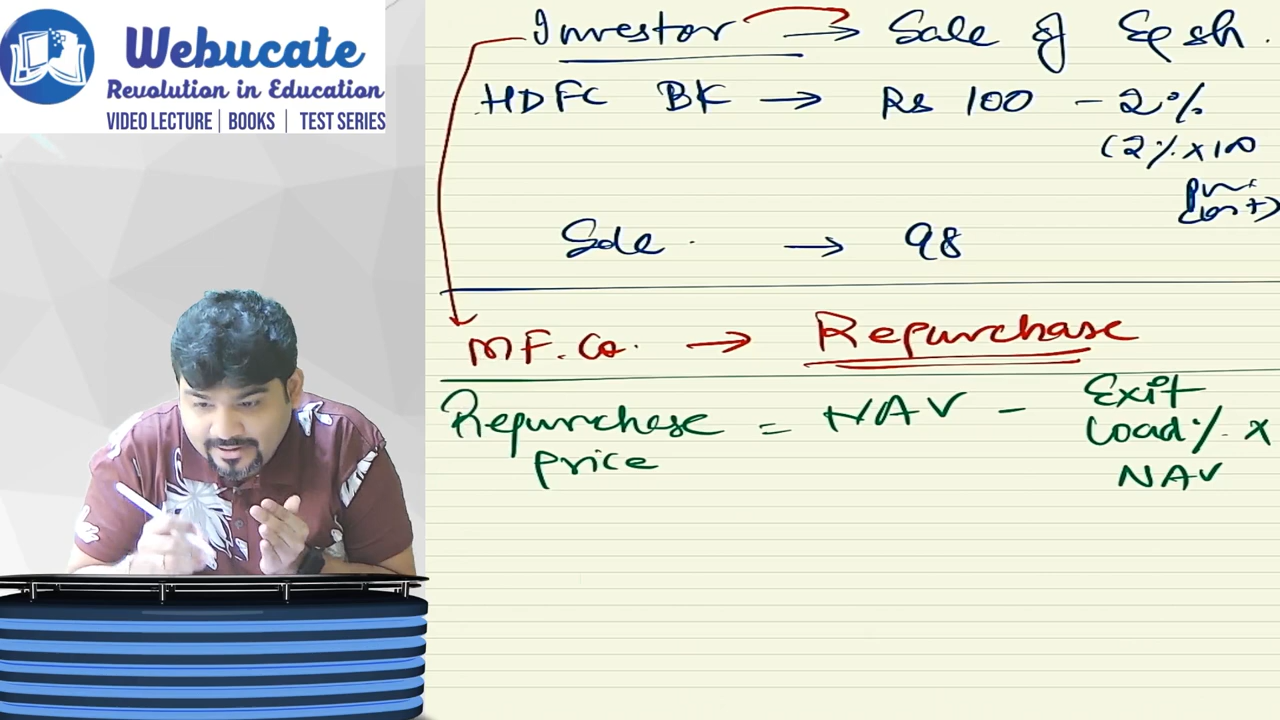 Webucate
Revolution in Education
VIDEO LECTURE | BOOKS | TEST SERIES
Investor → Sale of Eq sh.
HDFC BK → Rs 100 - 2%
(2% x 100
Sale → 98
MF. Co. → Repurchase
Repurchase price = NAV - Exit Load% x NAV